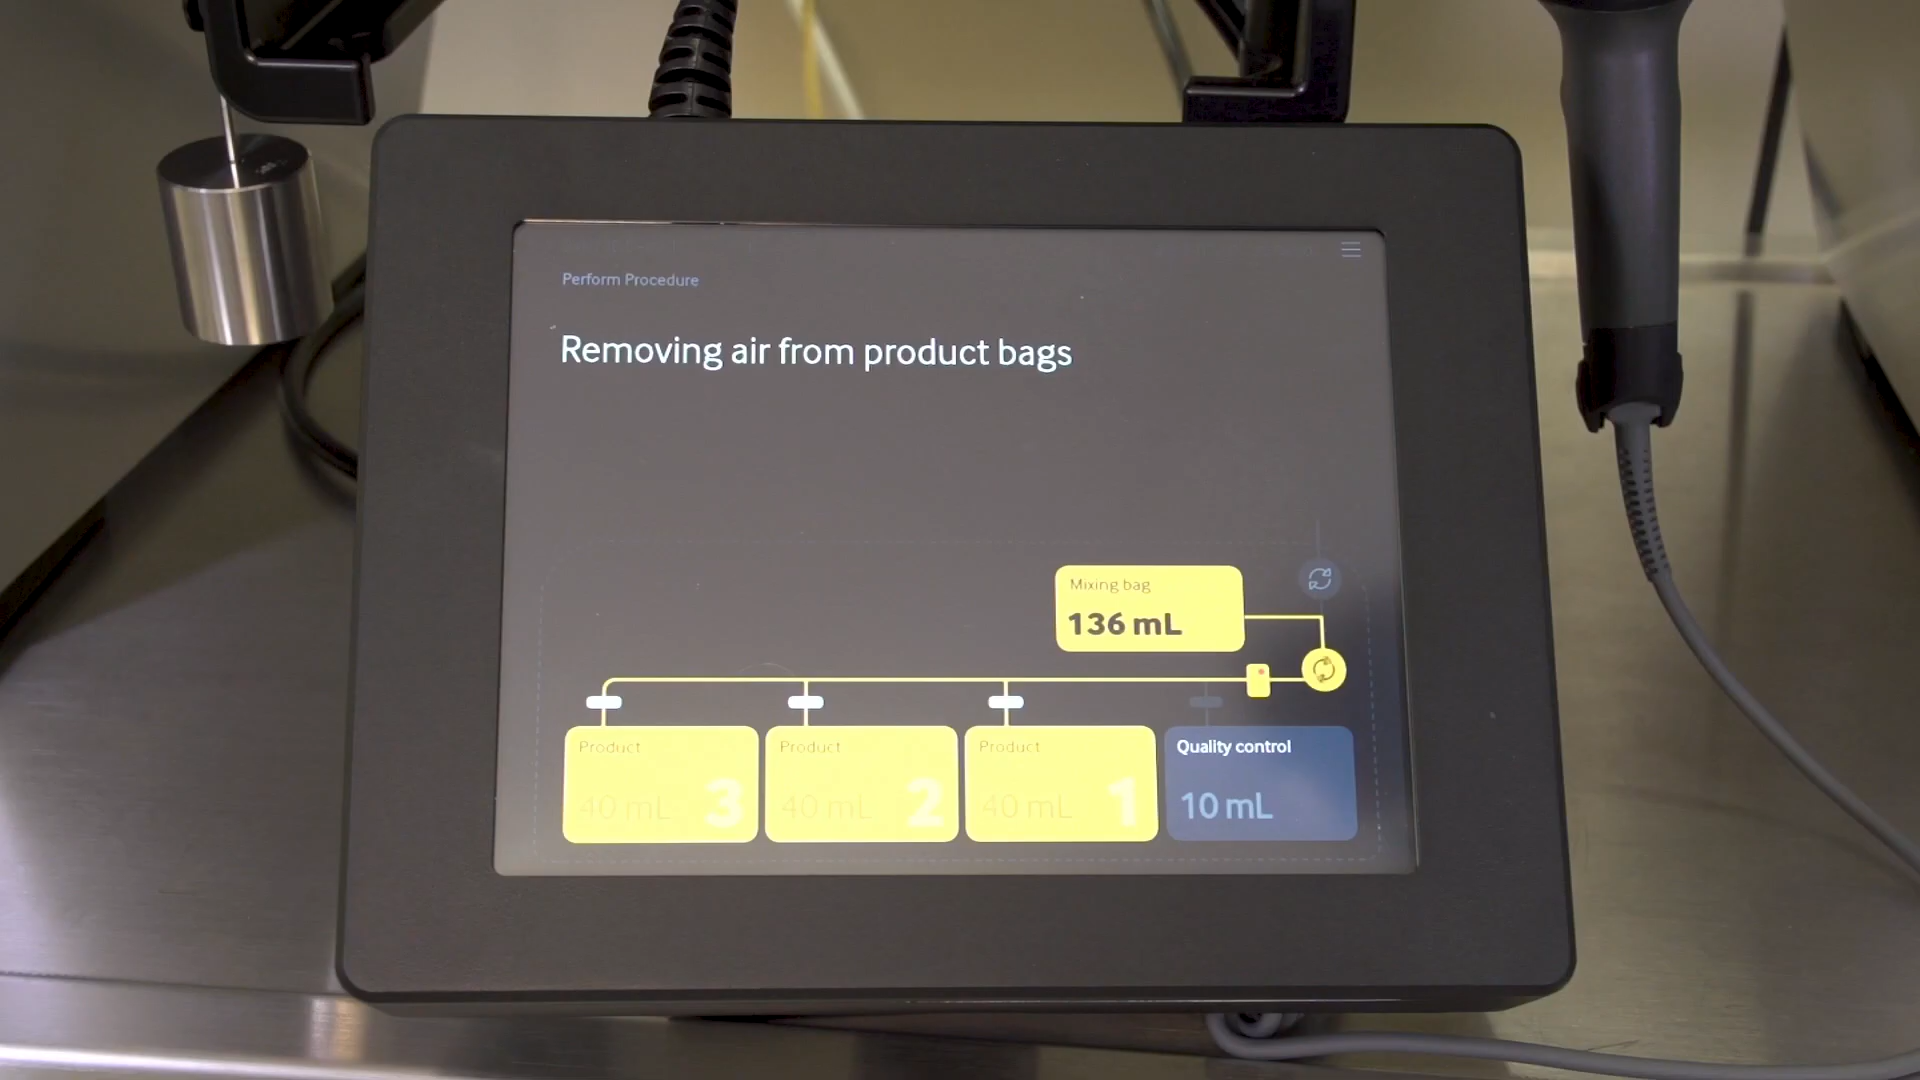 Perform Procedure
Removing air from product bags
Mixing bag
136 mL
Product
40 mL
3
Product
40 mL
2
Product
40 mL
1
Quality control
10 mL